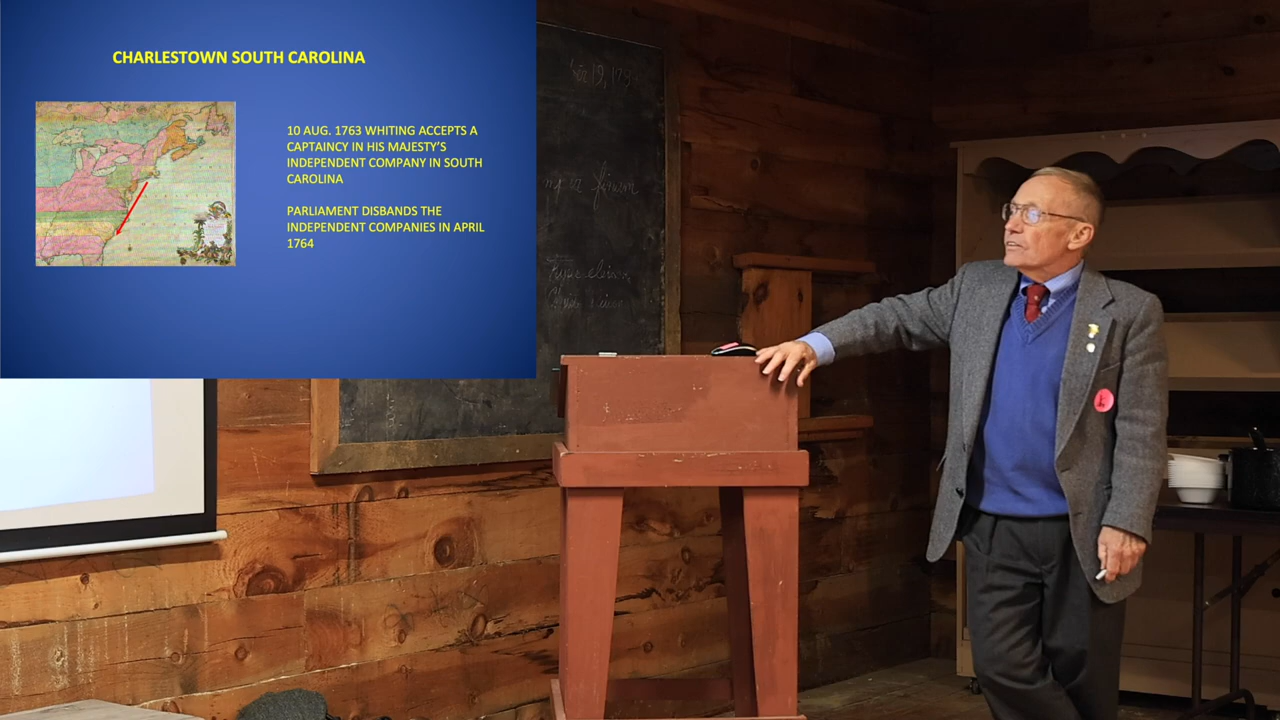 CHARLESTOWN SOUTH CAROLINA
10 AUG. 1763 WHITING ACCEPTS A
CAPTAINCY IN HIS MAJESTY'S
INDEPENDENT COMPANY IN SOUTH
CAROLINA
PARLIAMENT DISBANDS THE
INDEPENDENT COMPANIES IN APRIL
1764